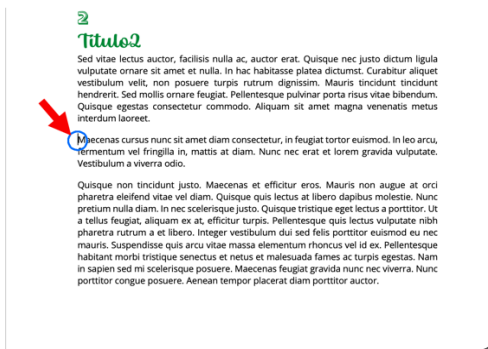 2
Titulo2
Sed vitae lectus auctor, facilisis nulla ac, auctor erat. Quisque nec justo dictum ligula
vulputate ornare sit amet et nulla. In hac habitasse platea dictumst. Curabitur aliquet
vestibulum velit, non posuere turpis rutrum dignissim. Mauris tincidunt tincidunt
hendrerit. Sed mollis ornare feugiat. Pellentesque pulvinar porta risus vitae bibendum.
Quisque egestas consectetur commodo. Aliquam sit amet magna venenatis metus
interdum laoreet.
Maecenas cursus nunc sit amet diam consectetur, in feugiat tortor euismod. In leo arcu,
fermentum vel fringilla in, mattis at diam. Nunc nec erat et lorem gravida vulputate.
Vestibulum a viverra odio.
Quisque non tincidunt justo. Maecenas et efficitur eros. Mauris non augue at orci
pharetra eleifend vitae vel diam. Quisque quis lectus at libero dapibus molestie. Nunc
pretium nulla diam. In nec scelerisque justo. Quisque tristique eget lectus a porttitor. Ut
a tellus feugiat, aliquam ex at, efficitur turpis. Pellentesque quis lectus vulputate nibh
pharetra rutrum a et libero. Integer vestibulum dui sed felis porttitor euismod eu nec
mauris. Suspendisse quis arcu vitae massa elementum rhoncus vel id ex. Pellentesque
habitant morbi tristique senectus et netus et malesuada fames ac turpis egestas. Nam
in sapien sed mi scelerisque posuere. Maecenas feugiat gravida nunc nec viverra. Nunc
porttitor congue posuere. Aenean tempor placerat diam porttitor auctor.